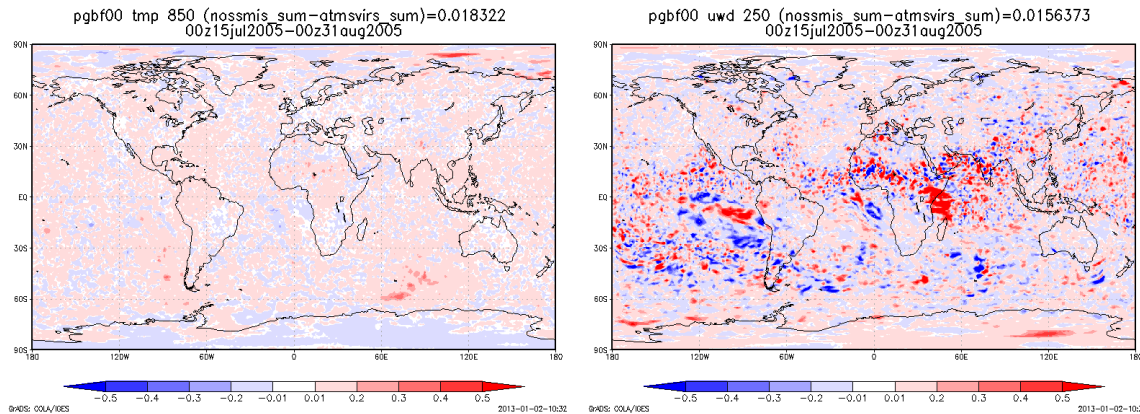 pgbf00 tmp 850 (nossmis_sum-atmsvirs_sum)=0.018322
00z15jul2005-00z31aug2005
90N
60N
30N
EQ
30S
60S
90S
180 120W 60W 0 60E 120E 180
-0.5 -0.4 -0.3 -0.2 -0.01 0.01 0.2 0.3 0.4 0.5
GrADS: COLA/IGES 2013-01-02-10:32
pgbf00 uwd 250 (nossmis_sum-atmsvirs_sum)=0.0156373
00z15jul2005-00z31aug2005
90N
60N
30N
EQ
30S
60S
90S
180 120W 60W 0 60E 120E 180
-0.5 -0.4 -0.3 -0.2 -0.01 0.01 0.2 0.3 0.4 0.5
GrADS: COLA/IGES